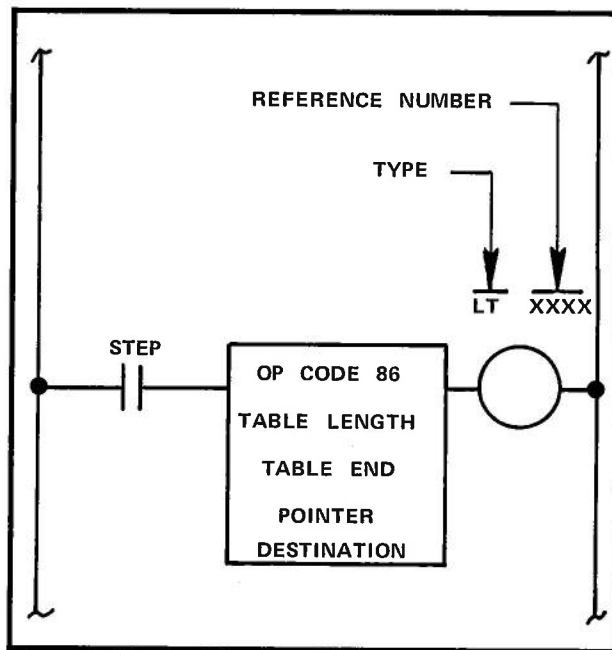 REFERENCE NUMBER
TYPE
LT XXXX
STEP
OP CODE 86
TABLE LENGTH
TABLE END
POINTER
DESTINATION